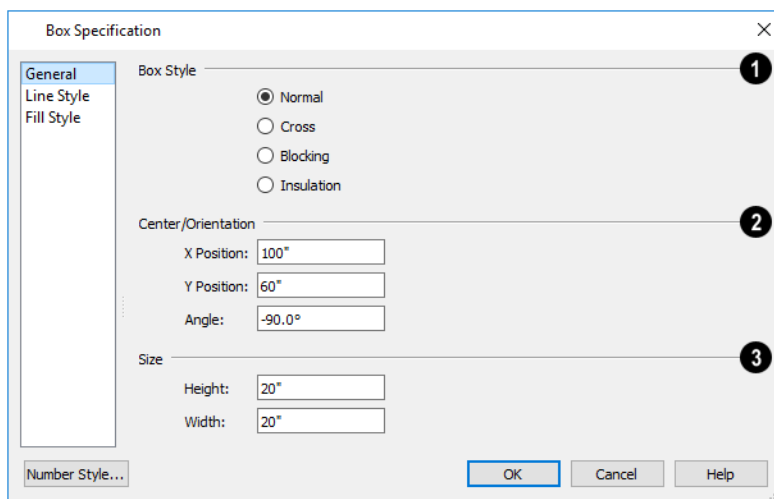 Box Specification
General
Line Style
Fill Style
Box Style
1
Normal
Cross
Blocking
Insulation
Center/Orientation
2
X Position: 100"
Y Position: 60"
Angle: -90.0°
Size
3
Height: 20"
Width: 20"
Number Style...
OK
Cancel
Help